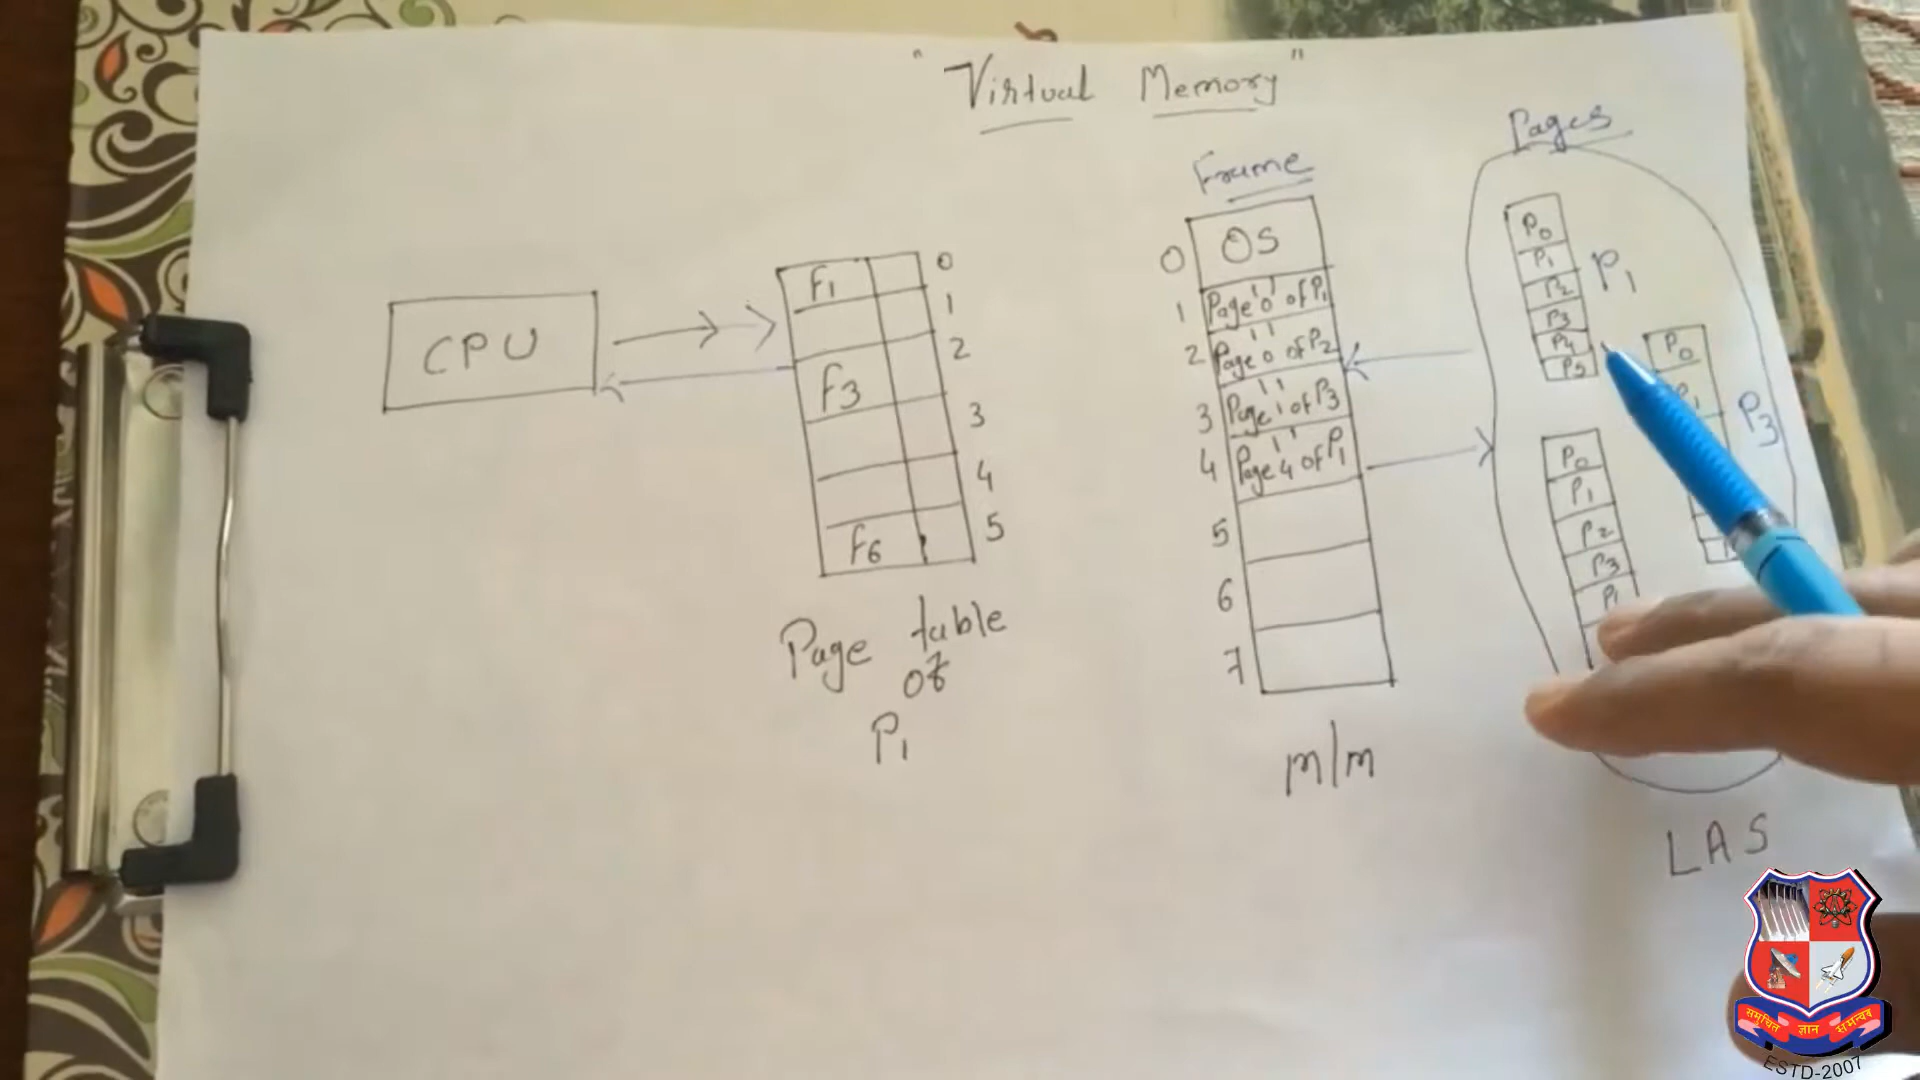 " Virtual Memory "
CPU
F1
F3
F6
0
1
2
3
4
5
Page table
of
P1
Frame
0 OS
1 Page '0' of P1
2 Page '0' of P2
3 Page '1' of P3
4 Page '4' of P1
5
6
7
m/m
Pages
P0
P1
P2
P3
P4
P5
P1
P0
P3
P0
P1
P2
P3
LAS
समुचित ज्ञान समन्वय
ESTD-2007